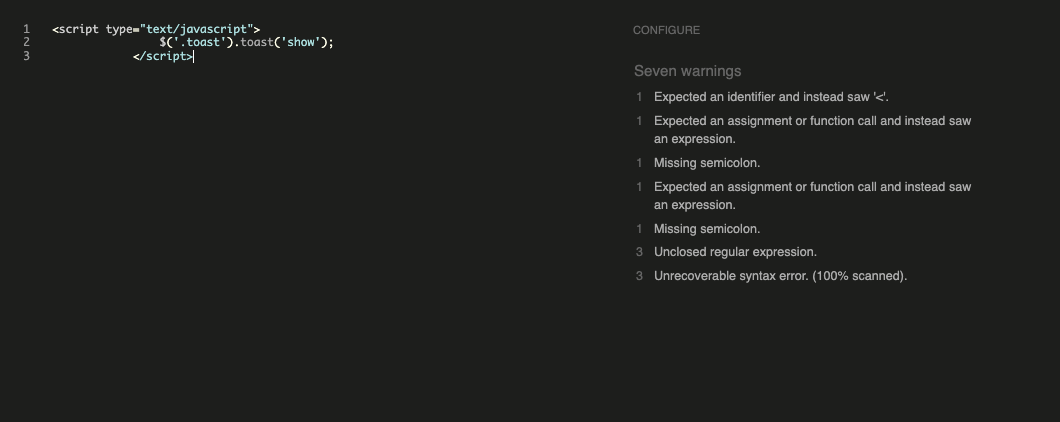 1 <script type="text/javascript">
2 $('.toast').toast('show');
3 </script>
CONFIGURE
Seven warnings
1 Expected an identifier and instead saw '<'.
1 Expected an assignment or function call and instead saw
an expression.
1 Missing semicolon.
1 Expected an assignment or function call and instead saw
an expression.
1 Missing semicolon.
3 Unclosed regular expression.
3 Unrecoverable syntax error. (100% scanned).